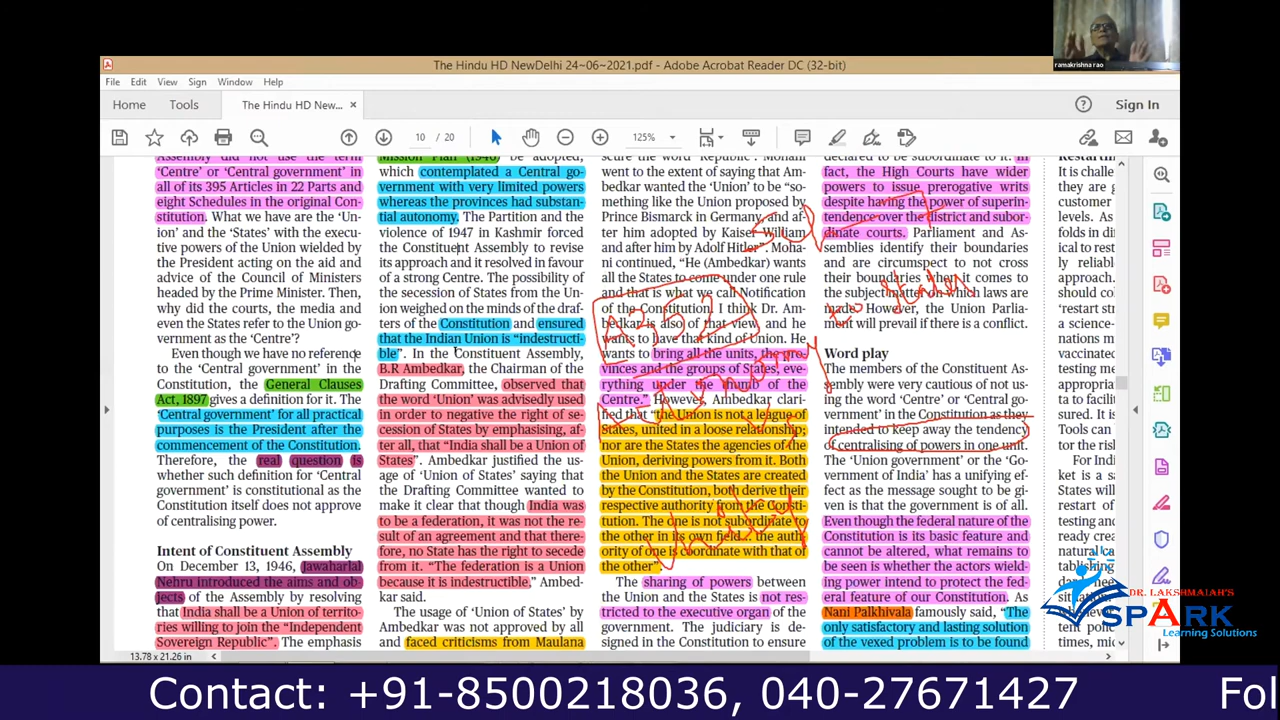 ramakrishna rao
The Hindu HD NewDelhi 24~06~2021.pdf - Adobe Acrobat Reader DC (32-bit)
File Edit View Sign Window Help
Home Tools The Hindu HD New... × Sign In
10 / 20 125%
Assembly did not use the term
‘Centre’ or ‘Central government’ in
all of its 395 Articles in 22 Parts and
eight Schedules in the original Con-
stitution. What we have are the ‘Un-
ion’ and the ‘States’ with the execu-
tive powers of the Union wielded by
the President acting on the aid and
advice of the Council of Ministers
headed by the Prime Minister. Then,
why did the courts, the media and
even the States refer to the Union go-
vernment as the ‘Centre’?
Even though we have no reference
to the ‘Central government’ in the
Constitution, the General Clauses
Act, 1897 gives a definition for it. The
‘Central government’ for all practical
purposes is the President after the
commencement of the Constitution.
Therefore, the real question is
whether such definition for ‘Central
government’ is constitutional as the
Constitution itself does not approve
of centralising power.
Intent of Constituent Assembly
On December 13, 1946, Jawaharlal
Nehru introduced the aims and ob-
jects of the Assembly by resolving
that India shall be a Union of territo-
ries willing to join the “Independent
Sovereign Republic”. The emphasis
Mission Plan (1946) be adopted,
which contemplated a Central go-
vernment with very limited powers
whereas the provinces had substan-
tial autonomy. The Partition and the
violence of 1947 in Kashmir forced
the Constituent Assembly to revise
its approach and it resolved in favour
of a strong Centre. The possibility of
the secession of States from the Un-
ion weighed on the minds of the draf-
ters of the Constitution and ensured
that the Indian Union is “indestructi-
ble”. In the Constituent Assembly,
B.R Ambedkar, the Chairman of the
Drafting Committee, observed that
the word ‘Union’ was advisedly used
in order to negative the right of se-
cession of States by emphasising, af-
ter all, that “India shall be a Union of
States”. Ambedkar justified the us-
age of ‘Union of States’ saying that
the Drafting Committee wanted to
make it clear that though India was
to be a federation, it was not the re-
sult of an agreement and that there-
fore, no State has the right to secede
from it. “The federation is a Union
because it is indestructible,” Ambed-
kar said.
The usage of ‘Union of States’ by
Ambedkar was not approved by all
and faced criticisms from Maulana
scure the word ‘Republic’. Mohani
went to the extent of saying that Am-
bedkar wanted the ‘Union’ to be “so-
mething like the Union proposed by
Prince Bismarck in Germany, and af-
ter him adopted by Kaiser William
and after him by Adolf Hitler”. Moha-
ni continued, “He (Ambedkar) wants
all the States to come under one rule
and that is what we call Notification
of the Constitution. I think Dr. Am-
bedkar is also of that view, and he
wants to have that kind of Union. He
wants to bring all the units, the pro-
vinces and the groups of States, eve-
rything under the thumb of the
Centre.” However, Ambedkar clari-
fied that “the Union is not a league of
States, united in a loose relationship;
nor are the States the agencies of the
Union, deriving powers from it. Both
the Union and the States are created
by the Constitution, both derive their
respective authority from the Consti-
tution. The one is not subordinate to
the other in its own field... the auth-
ority of one is coordinate with that of
the other”.
The sharing of powers between
the Union and the States is not res-
tricted to the executive organ of the
government. The judiciary is de-
signed in the Constitution to ensure
declared to be subordinate to it. In
fact, the High Courts have wider
powers to issue prerogative writs
despite having the power of superin-
tendence over the district and subor-
dinate courts. Parliament and As-
semblies identify their boundaries
and are circumspect to not cross
their boundaries when it comes to
the subject matter on which laws are
made. However, the Union Parlia-
ment will prevail if there is a conflict.
Word play
The members of the Constituent As-
sembly were very cautious of not us-
ing the word ‘Centre’ or ‘Central go-
vernment’ in the Constitution as they
intended to keep away the tendency
of centralising of powers in one unit.
The ‘Union government’ or the ‘Go-
vernment of India’ has a unifying ef-
fect as the message sought to be gi-
ven is that the government is of all.
Even though the federal nature of the
Constitution is its basic feature and
cannot be altered, what remains to
be seen is whether the actors wield-
ing power intend to protect the fed-
eral feature of our Constitution. As
Nani Palkhivala famously said, “The
only satisfactory and lasting solution
of the vexed problem is to be found
DR. LAKSHMAIAH'S
SPARK
Learning Solutions
13.78 x 21.26 in
Contact: +91-8500218036, 040-27671427 Fol